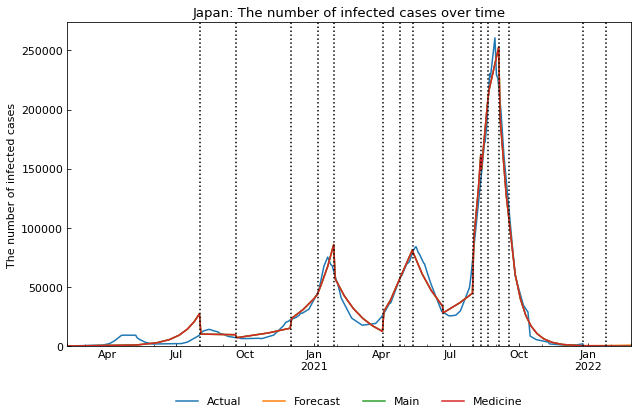 Japan: The number of infected cases over time
The number of infected cases
250000
200000
150000
100000
50000
0
Apr Jul Oct Jan Apr Jul Oct Jan
2021 2022
Actual Forecast Main Medicine